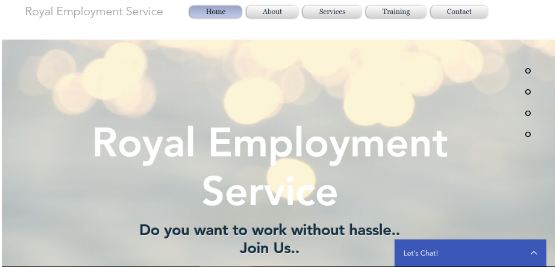 Royal Employment Service
Home
About
Services
Training
Contact
Royal Employment
Service
Do you want to work without hassle..
Join Us..
Let's Chat!